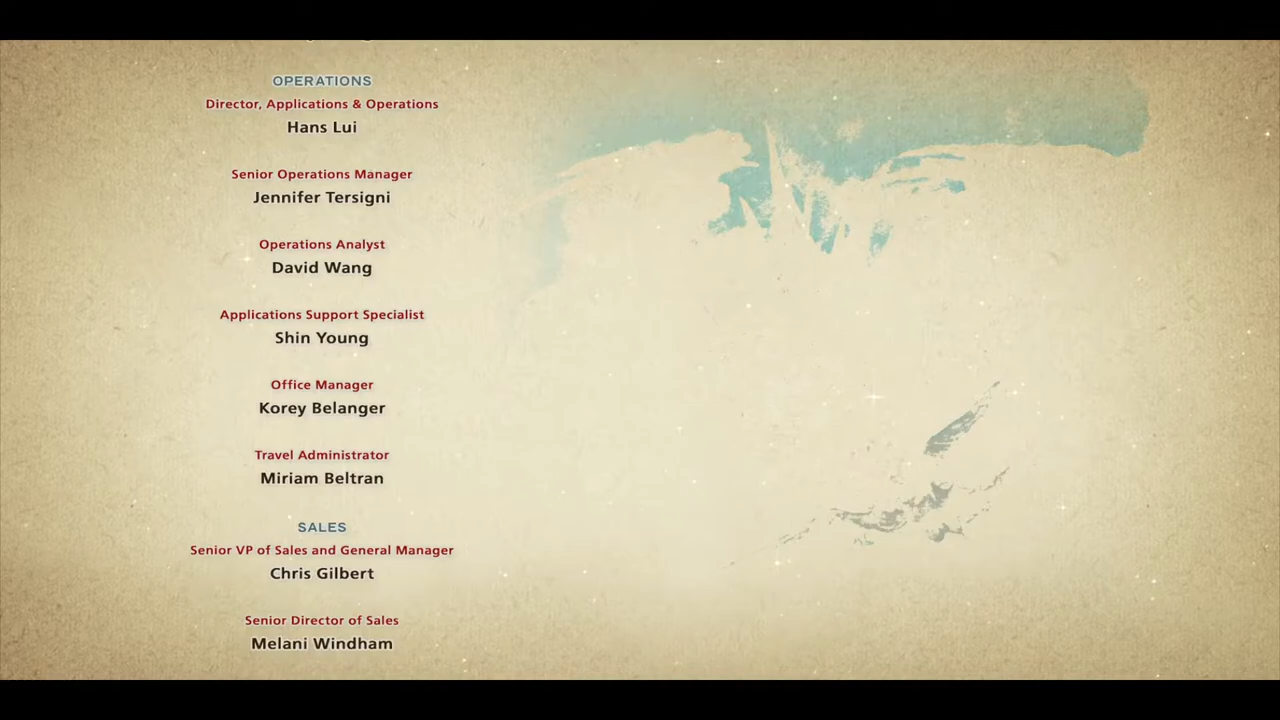 OPERATIONS
Director, Applications & Operations
Hans Lui
Senior Operations Manager
Jennifer Tersigni
Operations Analyst
David Wang
Applications Support Specialist
Shin Young
Office Manager
Korey Belanger
Travel Administrator
Miriam Beltran
SALES
Senior VP of Sales and General Manager
Chris Gilbert
Senior Director of Sales
Melani Windham